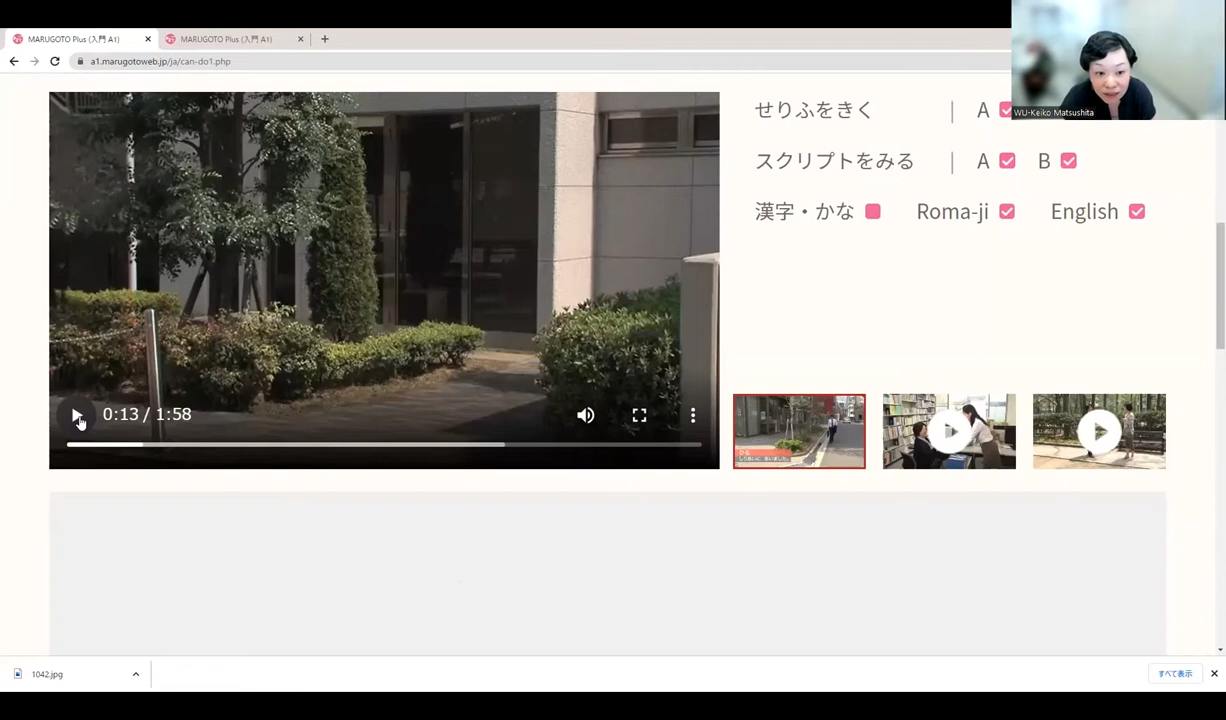 MARUGOTO Plus (入門 A1)
MARUGOTO Plus (入門 A1)
a1.marugotoweb.jp/ja/can-do1.php
WU-Keiko Matsushita
せりふをきく | A
スクリプトをみる | A B
漢字・かな Roma-ji English
0:13 / 1:58
ひる
1042.jpg
すべて表示